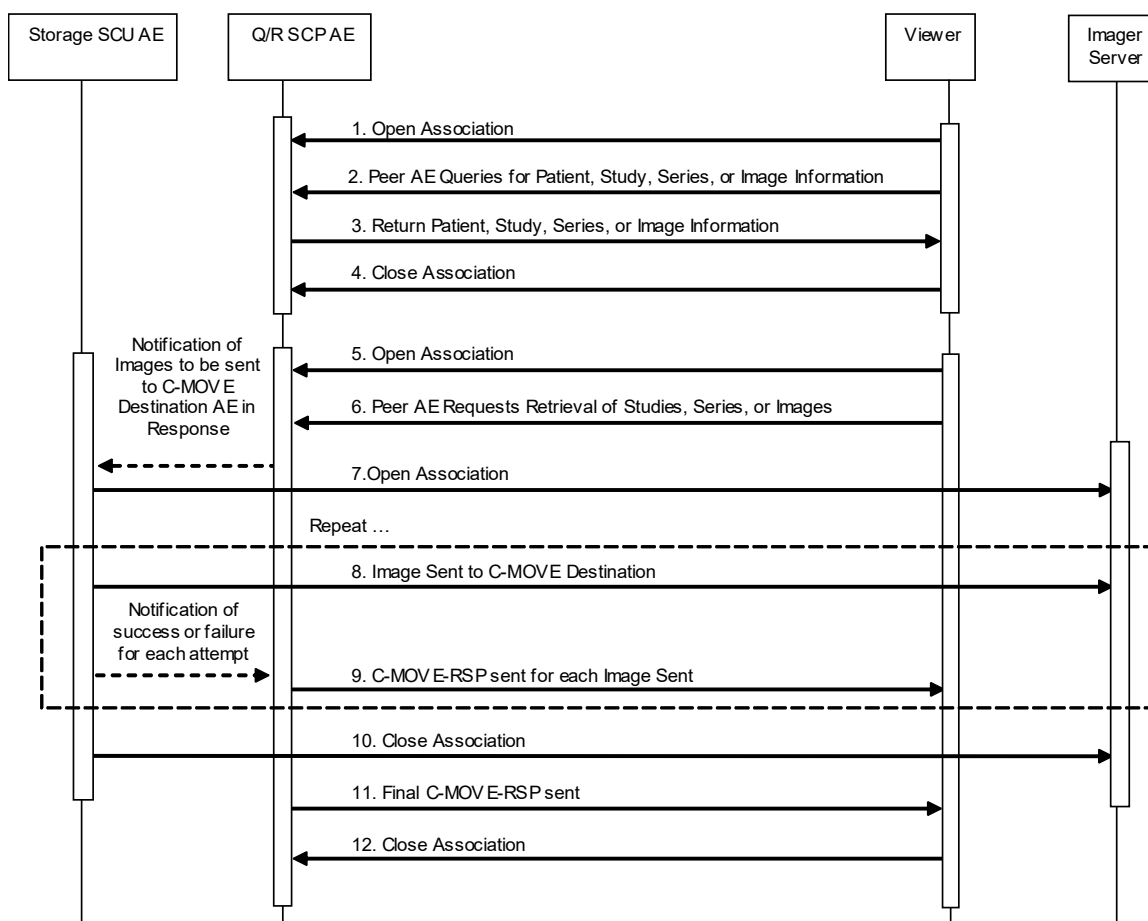 Storage SCU AE
Q/R SCP AE
Viewer
Imager
Server
1. Open Association
2. Peer AE Queries for Patient, Study, Series, or Image Information
3. Return Patient, Study, Series, or Image Information
4. Close Association
Notification of
Images to be sent
to C-MOVE
Destination AE in
Response
5. Open Association
6. Peer AE Requests Retrieval of Studies, Series, or Images
7.Open Association
Repeat …
8. Image Sent to C-MOVE Destination
Notification of
success or failure
for each attempt
9. C-MOVE-RSP sent for each Image Sent
10. Close Association
11. Final C-MOVE-RSP sent
12. Close Association